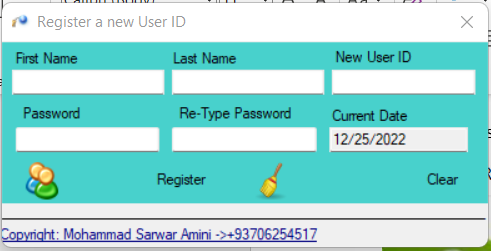 Register a new User ID
First Name Last Name New User ID
Password Re-Type Password Current Date
12/25/2022
Register Clear
Copyright: Mohammad Sarwar Amini ->+93706254517